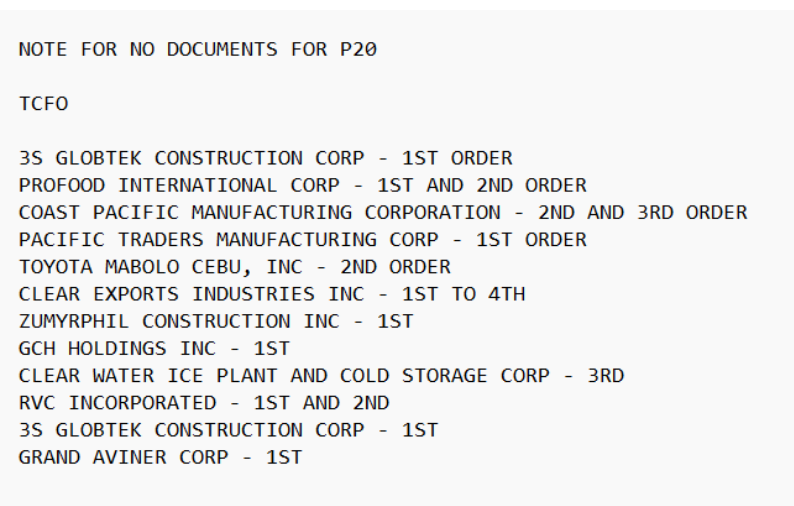 NOTE FOR NO DOCUMENTS FOR P20
TCFO
3S GLOBTEK CONSTRUCTION CORP - 1ST ORDER
PROFOOD INTERNATIONAL CORP - 1ST AND 2ND ORDER
COAST PACIFIC MANUFACTURING CORPORATION - 2ND AND 3RD ORDER
PACIFIC TRADERS MANUFACTURING CORP - 1ST ORDER
TOYOTA MABOLO CEBU, INC - 2ND ORDER
CLEAR EXPORTS INDUSTRIES INC - 1ST TO 4TH
ZUMYRPHIL CONSTRUCTION INC - 1ST
GCH HOLDINGS INC - 1ST
CLEAR WATER ICE PLANT AND COLD STORAGE CORP - 3RD
RVC INCORPORATED - 1ST AND 2ND
3S GLOBTEK CONSTRUCTION CORP - 1ST
GRAND AVINER CORP - 1ST